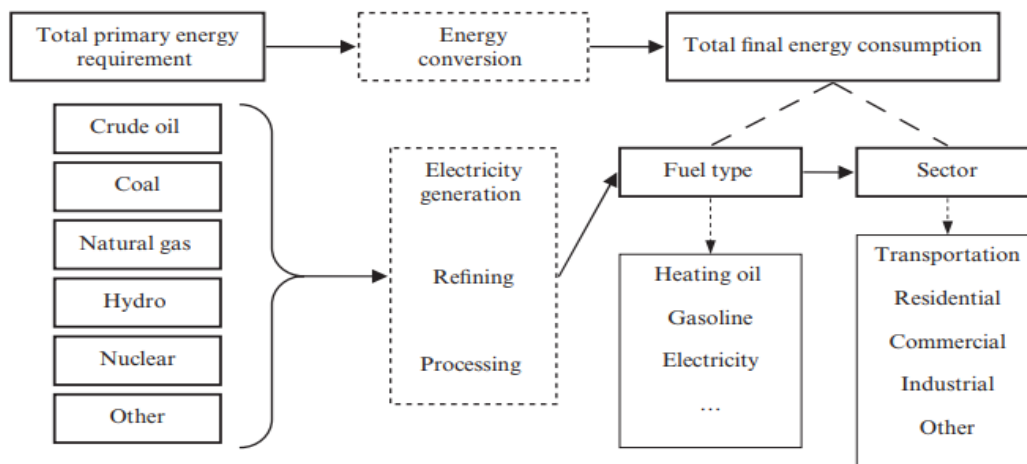 Total primary energy
requirement
Energy
conversion
Total final energy consumption
Crude oil
Coal
Natural gas
Hydro
Nuclear
Other
Electricity
generation
Refining
Processing
Fuel type
Heating oil
Gasoline
Electricity
…
Sector
Transportation
Residential
Commercial
Industrial
Other